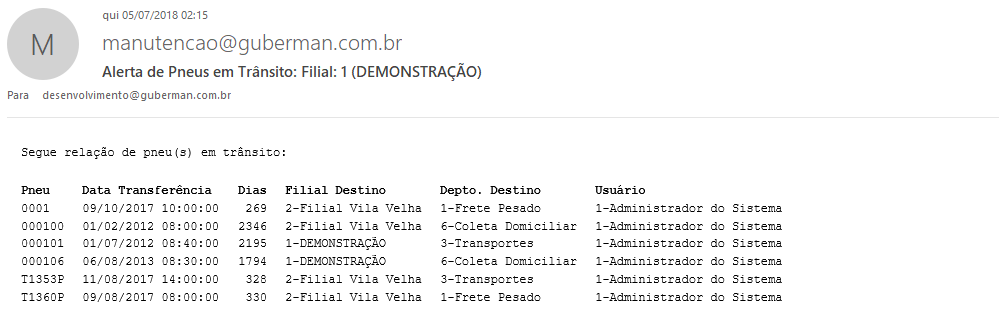 qui 05/07/2018 02:15
M
manutencao@guberman.com.br
Alerta de Pneus em Trânsito: Filial: 1 (DEMONSTRAÇÃO)
Para desenvolvimento@guberman.com.br
Segue relação de pneu(s) em trânsito:
Pneu Data Transferência Dias Filial Destino Depto. Destino Usuário
0001 09/10/2017 10:00:00 269 2-Filial Vila Velha 1-Frete Pesado 1-Administrador do Sistema
000100 01/02/2012 08:00:00 2346 2-Filial Vila Velha 6-Coleta Domiciliar 1-Administrador do Sistema
000101 01/07/2012 08:40:00 2195 1-DEMONSTRAÇÃO 3-Transportes 1-Administrador do Sistema
000106 06/08/2013 08:30:00 1794 1-DEMONSTRAÇÃO 6-Coleta Domiciliar 1-Administrador do Sistema
T1353P 11/08/2017 14:00:00 328 2-Filial Vila Velha 3-Transportes 1-Administrador do Sistema
T1360P 09/08/2017 08:00:00 330 2-Filial Vila Velha 1-Frete Pesado 1-Administrador do Sistema